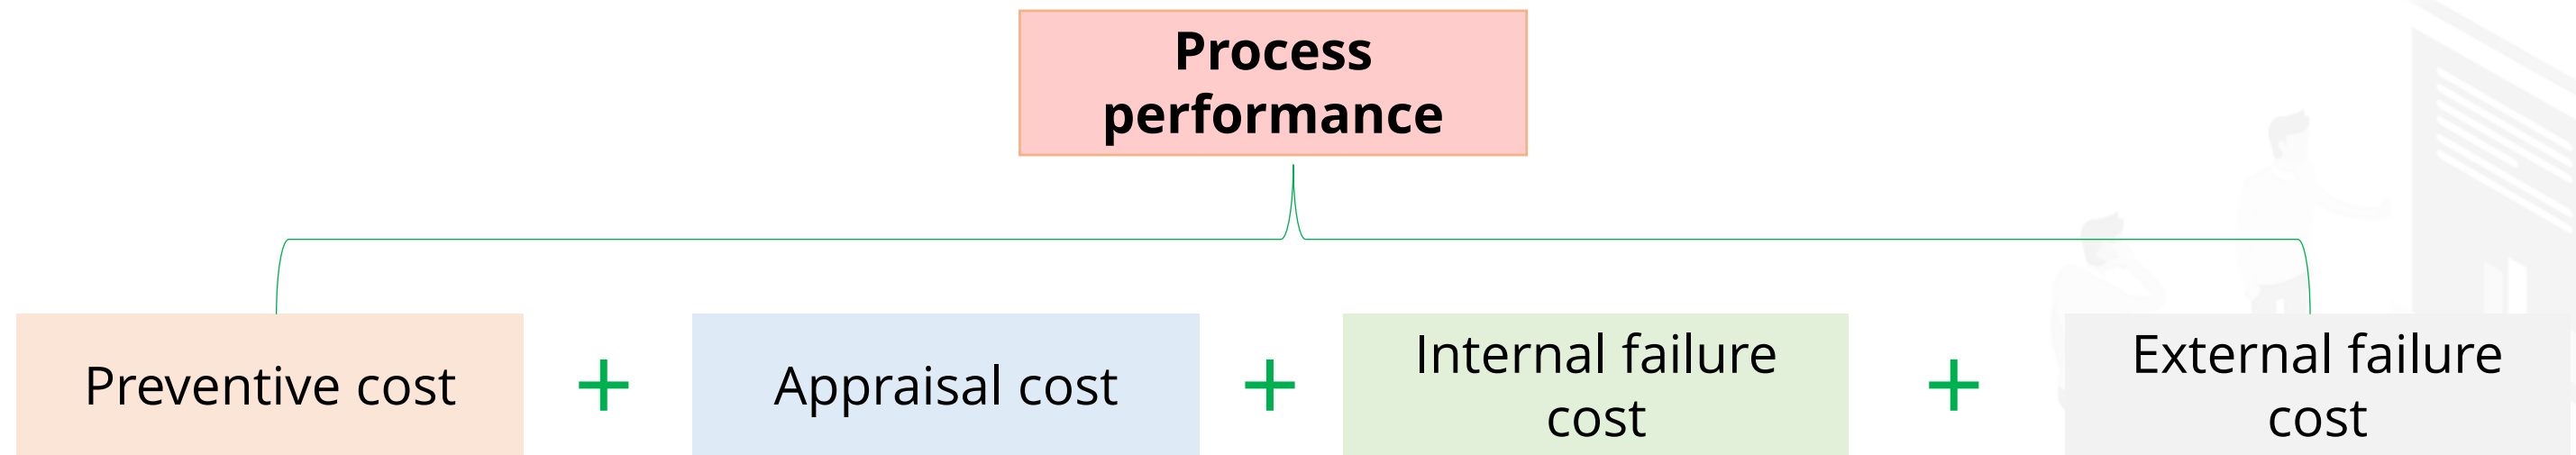 Process
performance
Preventive cost
+
Appraisal cost
+
Internal failure
cost
+
External failure
cost